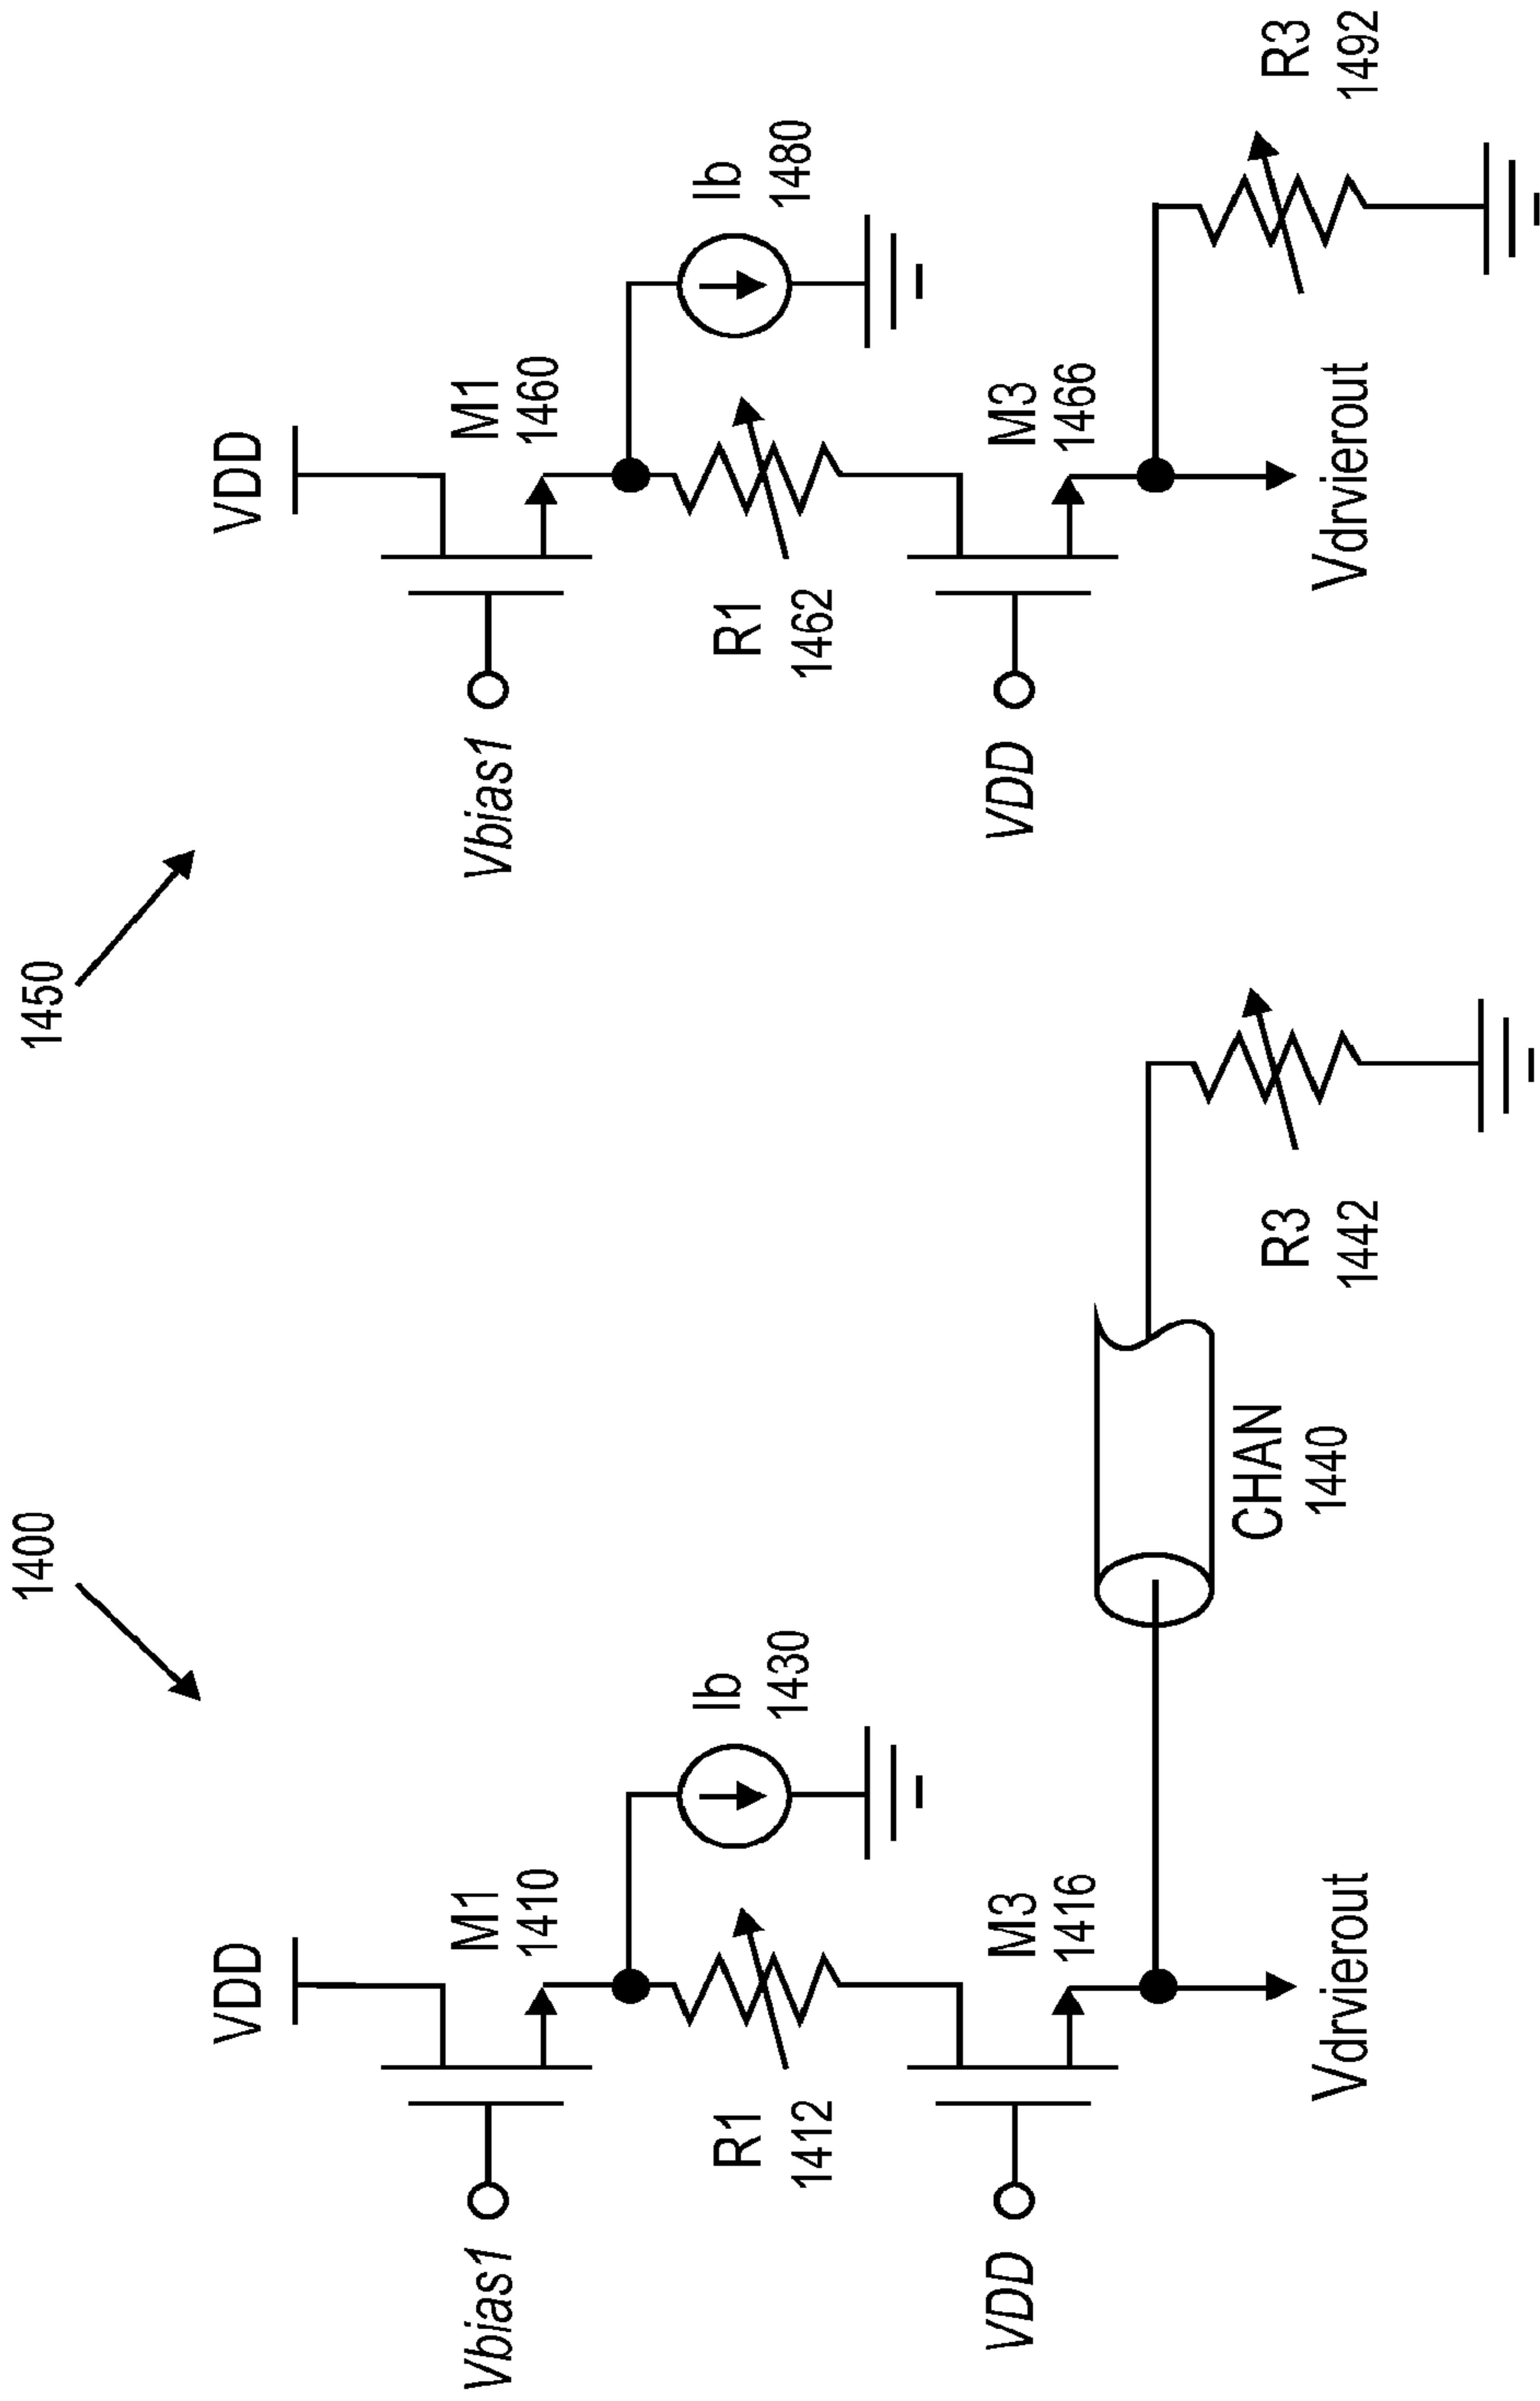 1400
VDD
M1
1410
Vbias1
Ib
1430
R1
1412
M3
1416
VDD
CHAN
1440
R3
1442
Vdrvierout
1450
VDD
M1
1460
Vbias1
Ib
1480
R1
1462
M3
1466
VDD
R3
1492
Vdrvierout